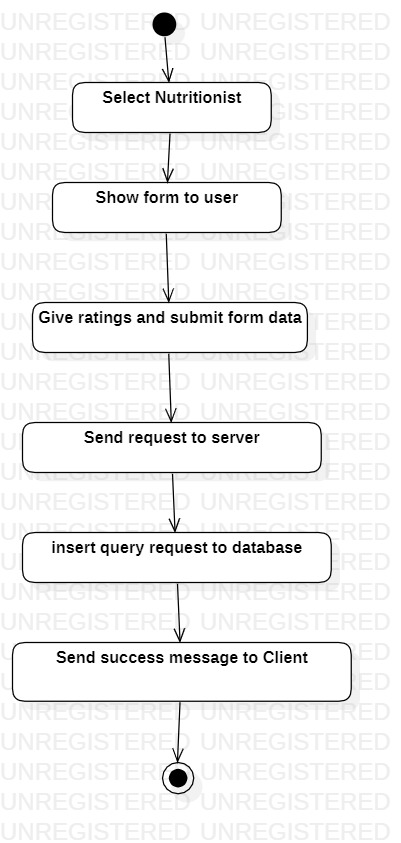 Select Nutritionist
Show form to user
Give ratings and submit form data
Send request to server
insert query request to database
Send success message to Client
UNREGISTERED UNREGISTERED